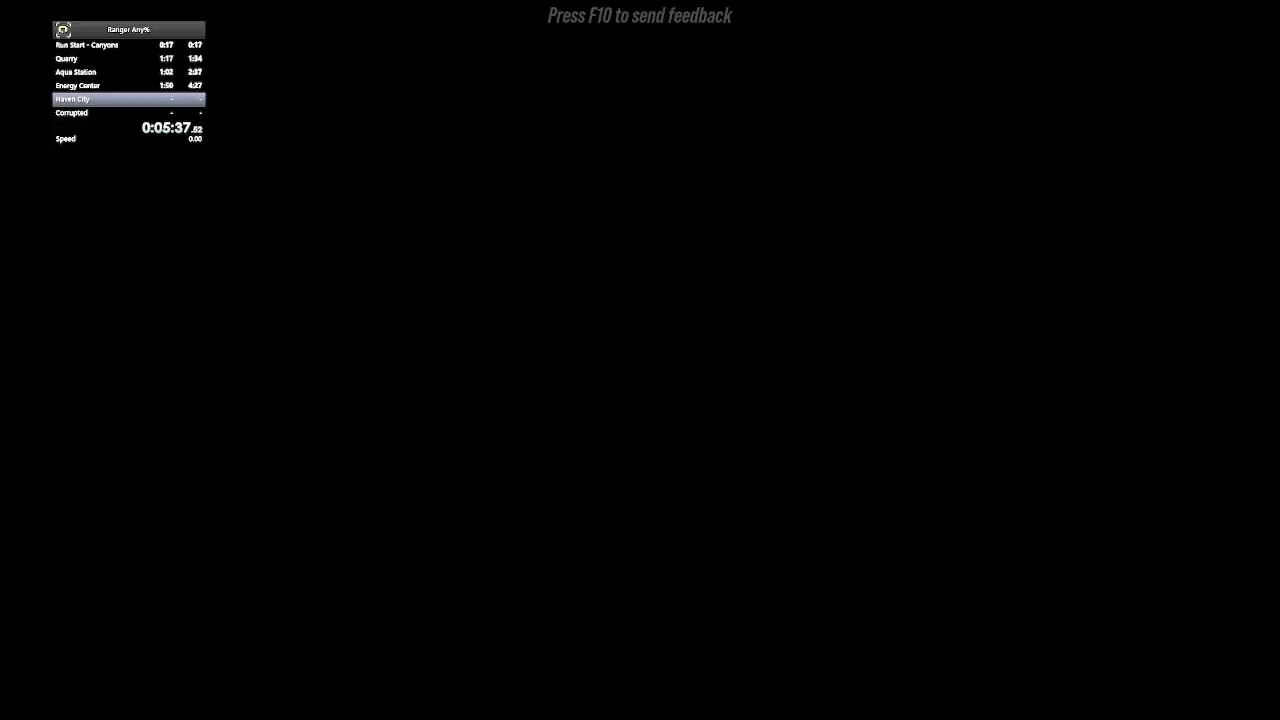 Press F10 to send feedback
Ranger Any%
Run Start - Canyons 0:17 0:17
Quarry 1:17 1:34
Aqua Station 1:02 2:37
Energy Center 1:50 4:27
Haven City - -
Corrupted - -
0:05:37.52
Speed 0.00